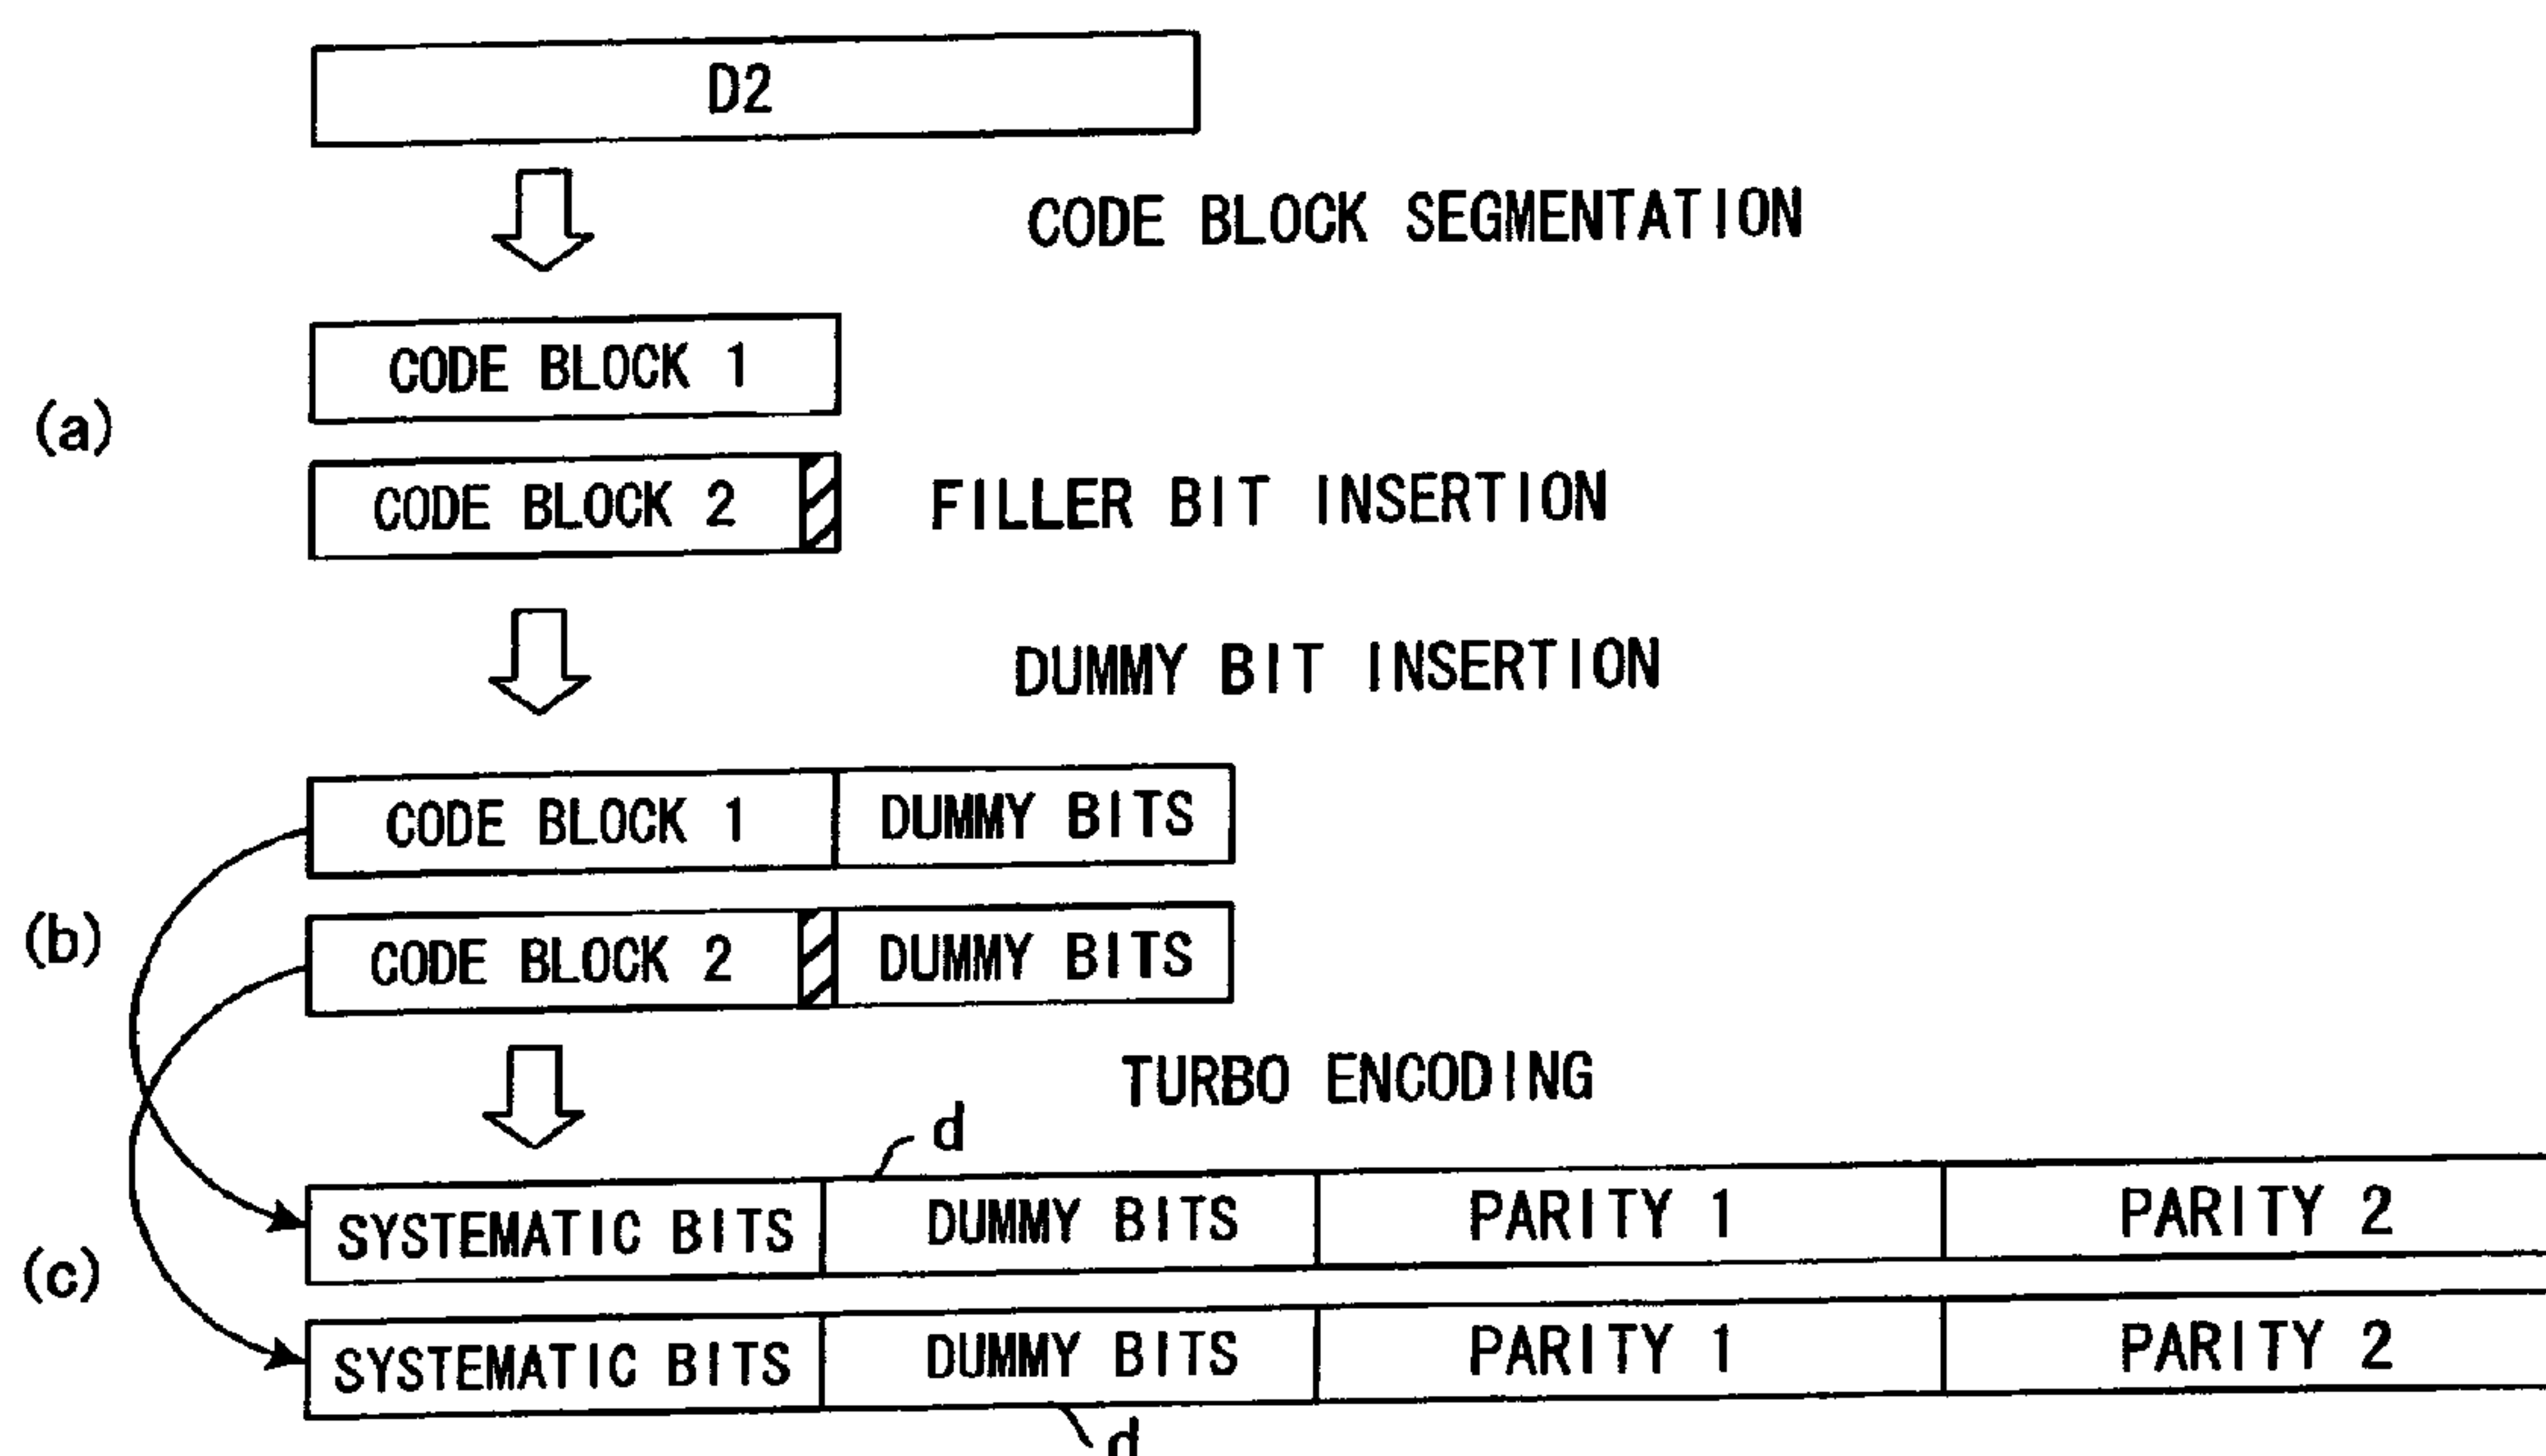 D2
CODE BLOCK SEGMENTATION
CODE BLOCK 1
(a)
CODE BLOCK 2
FILLER BIT INSERTION
DUMMY BIT INSERTION
CODE BLOCK 1 DUMMY BITS
(b)
CODE BLOCK 2 DUMMY BITS
TURBO ENCODING
d
SYSTEMATIC BITS DUMMY BITS PARITY 1 PARITY 2
(c)
SYSTEMATIC BITS DUMMY BITS PARITY 1 PARITY 2
d